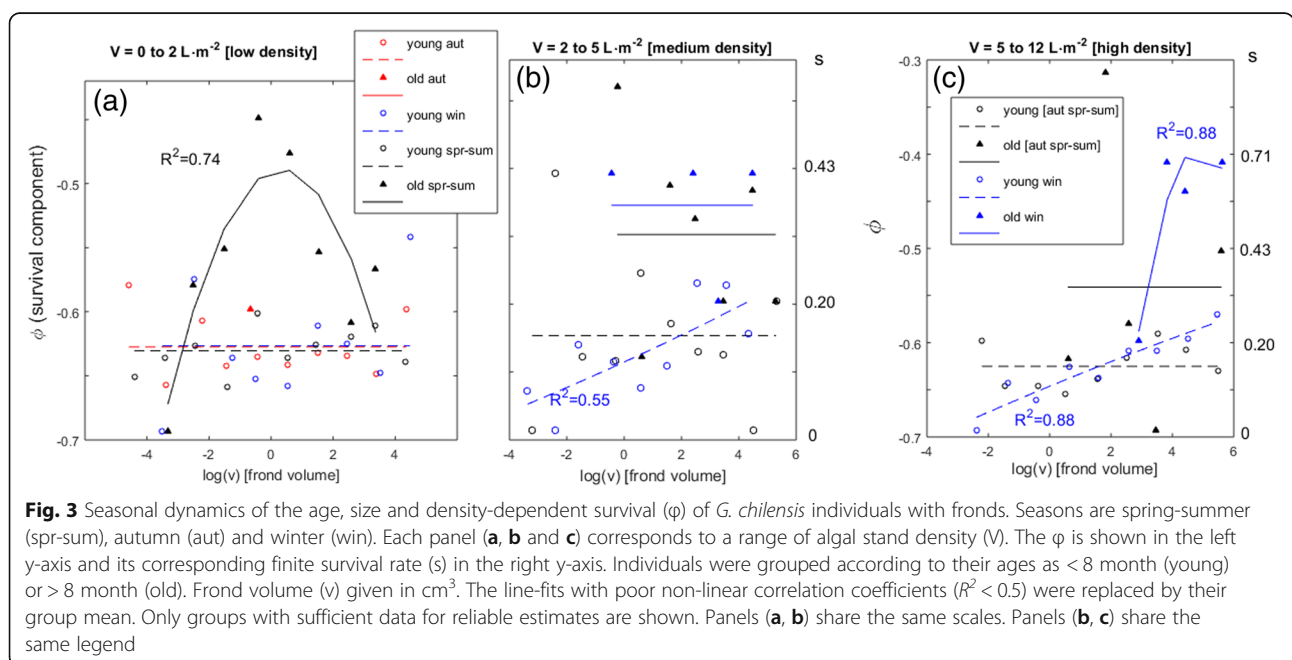 V = 0 to 2 L·m-2 [low density]
V = 2 to 5 L·m-2 [medium density]
s
V = 5 to 12 L·m-2 [high density]
s
(a)
R2=0.74
young aut
old aut
young win
young spr-sum
old spr-sum
-0.5
-0.6
-0.7
ϕ (survival component)
-4 -2 0 2 4
log(v) [frond volume]
(b)
R2=0.55
0.43
0.20
0
-4 -2 0 2 4 6
log(v) [frond volume]
(c)
young [aut spr-sum]
old [aut spr-sum]
young win
old win
R2=0.88
R2=0.88
-0.3
-0.4
-0.5
-0.6
-0.7
ϕ
0.71
0.43
0.20
0
-4 -2 0 2 4 6
log(v) [frond volume]
Fig. 3 Seasonal dynamics of the age, size and density-dependent survival (φ) of G. chilensis individuals with fronds. Seasons are spring-summer
(spr-sum), autumn (aut) and winter (win). Each panel (a, b and c) corresponds to a range of algal stand density (V). The φ is shown in the left
y-axis and its corresponding finite survival rate (s) in the right y-axis. Individuals were grouped according to their ages as < 8 month (young)
or > 8 month (old). Frond volume (v) given in cm3. The line-fits with poor non-linear correlation coefficients (R2 < 0.5) were replaced by their
group mean. Only groups with sufficient data for reliable estimates are shown. Panels (a, b) share the same scales. Panels (b, c) share the
same legend